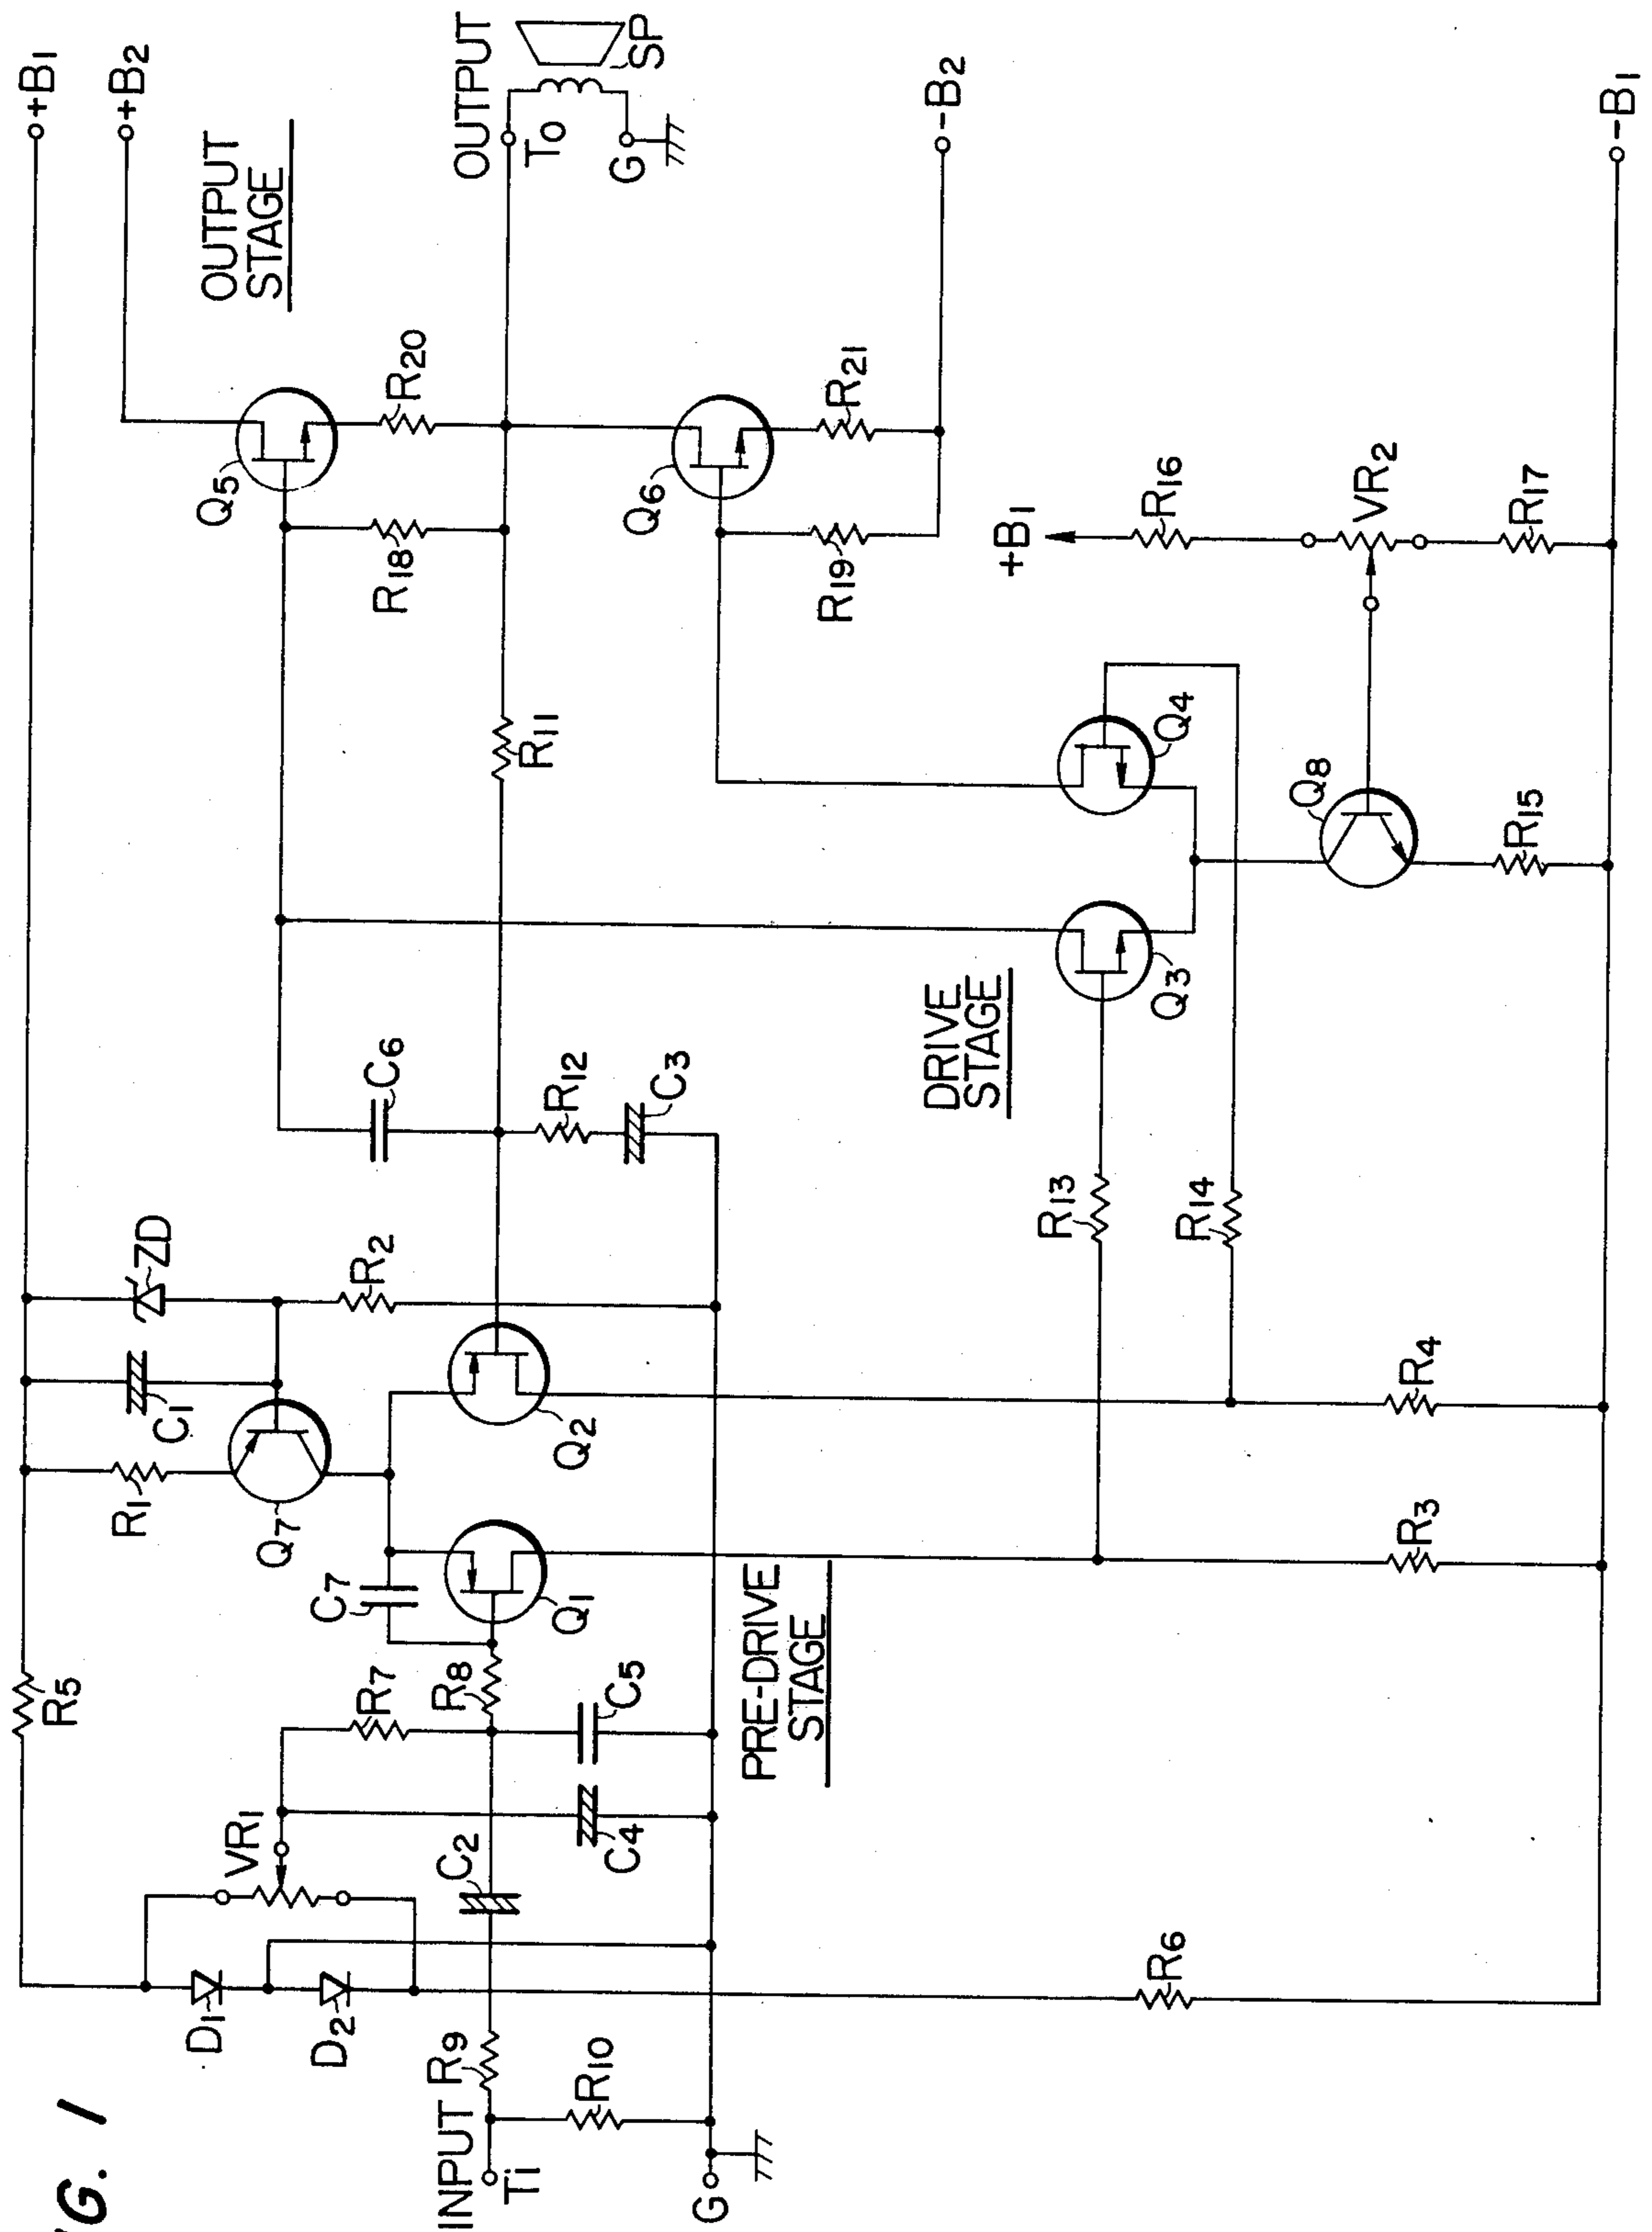 'G. 1
+B1
+B2
OUTPUT
STAGE
OUTPUT
To
SP
G
-B2
-B1
Q5
R20
R18
R11
Q6
R21
R19
+B1
R16
VR2
R17
Q4
Q8
R15
Q3
DRIVE
STAGE
C6
R12
C3
R13
R14
ZD
R2
C1
R1
Q7
Q2
R4
R3
C7
Q1
PRE-DRIVE
STAGE
R5
R7
R8
C5
VR1
C2
C4
D1
D2
R6
INPUT
R9
Ti
R10
G